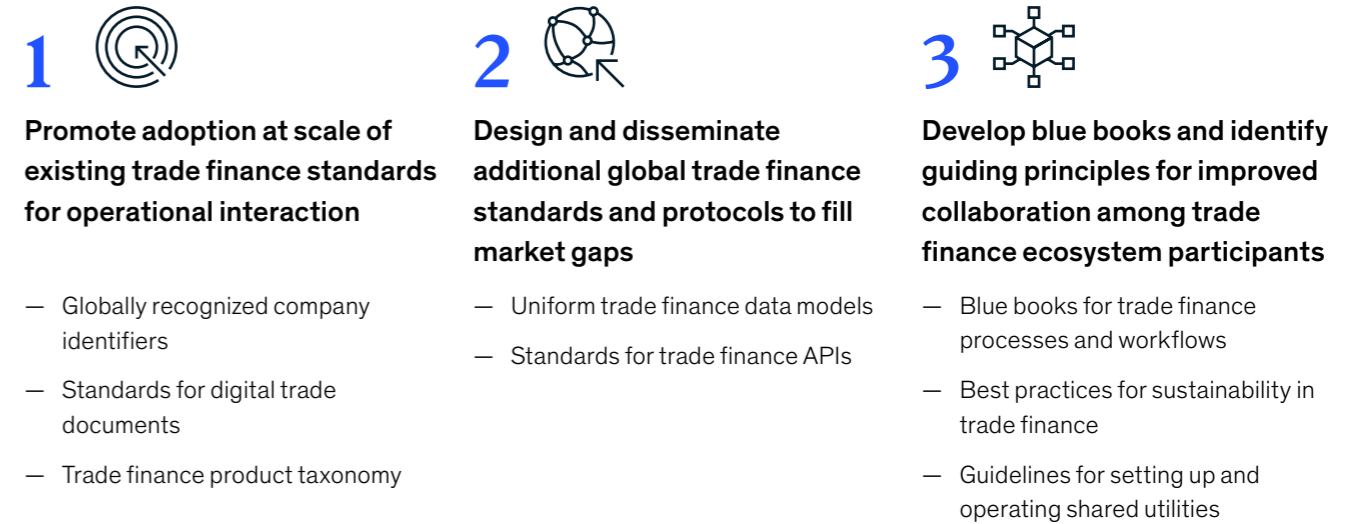 1
Promote adoption at scale of
existing trade finance standards
for operational interaction
— Globally recognized company
identifiers
— Standards for digital trade
documents
— Trade finance product taxonomy
2
Design and disseminate
additional global trade finance
standards and protocols to fill
market gaps
— Uniform trade finance data models
— Standards for trade finance APIs
3
Develop blue books and identify
guiding principles for improved
collaboration among trade
finance ecosystem participants
— Blue books for trade finance
processes and workflows
— Best practices for sustainability in
trade finance
— Guidelines for setting up and
operating shared utilities